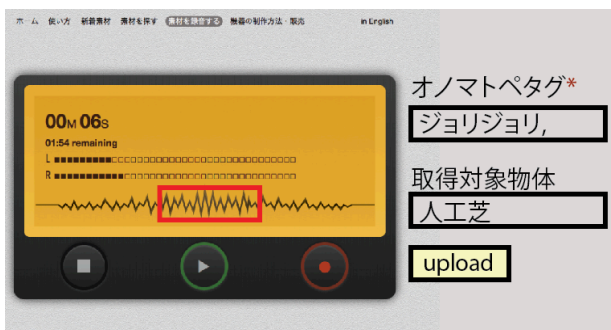 ホーム 使い方 新着素材 素材を探す 素材を録音する 機器の制作方法・販売 in English
00M 06S
01:54 remaining
L
R
オノマトペタグ*
ジョリジョリ,
取得対象物体
人工芝
upload